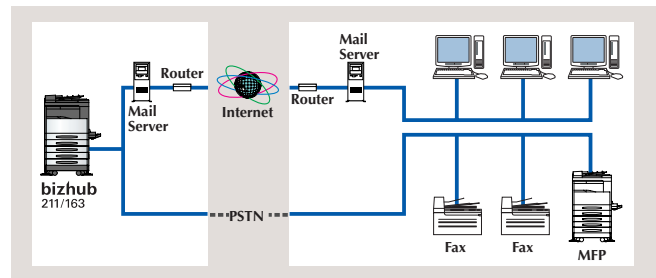 Router
Mail
Server
bizhub
211/163
Internet
PSTN
Router
Mail
Server
Fax
Fax
MFP